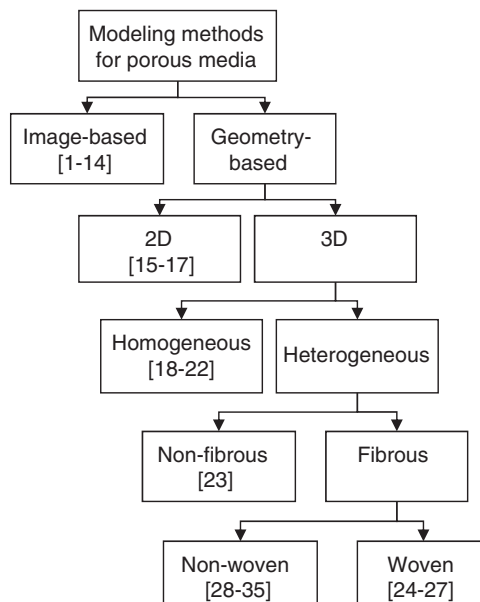 Modeling methods
for porous media
Image-based
[1-14]
Geometry-
based
2D
[15-17]
3D
Homogeneous
[18-22]
Heterogeneous
Non-fibrous
[23]
Fibrous
Non-woven
[28-35]
Woven
[24-27]